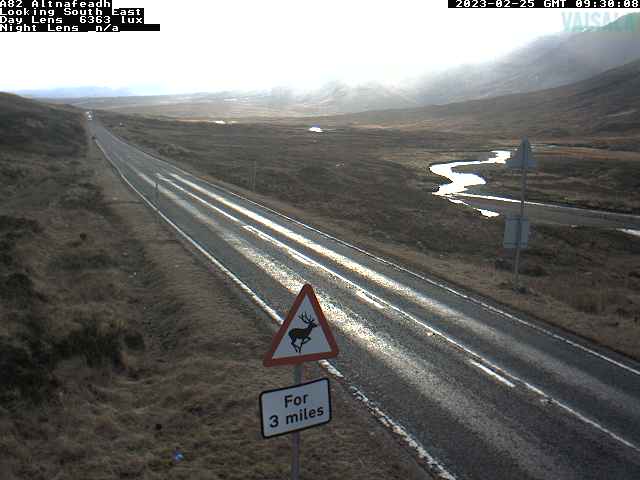 A82 Altnafeadh
Looking South East
Day Lens 6363 lux
Night Lens n/a
2023-02-25 GMT 09:30:08
VAISALA
For
3 miles